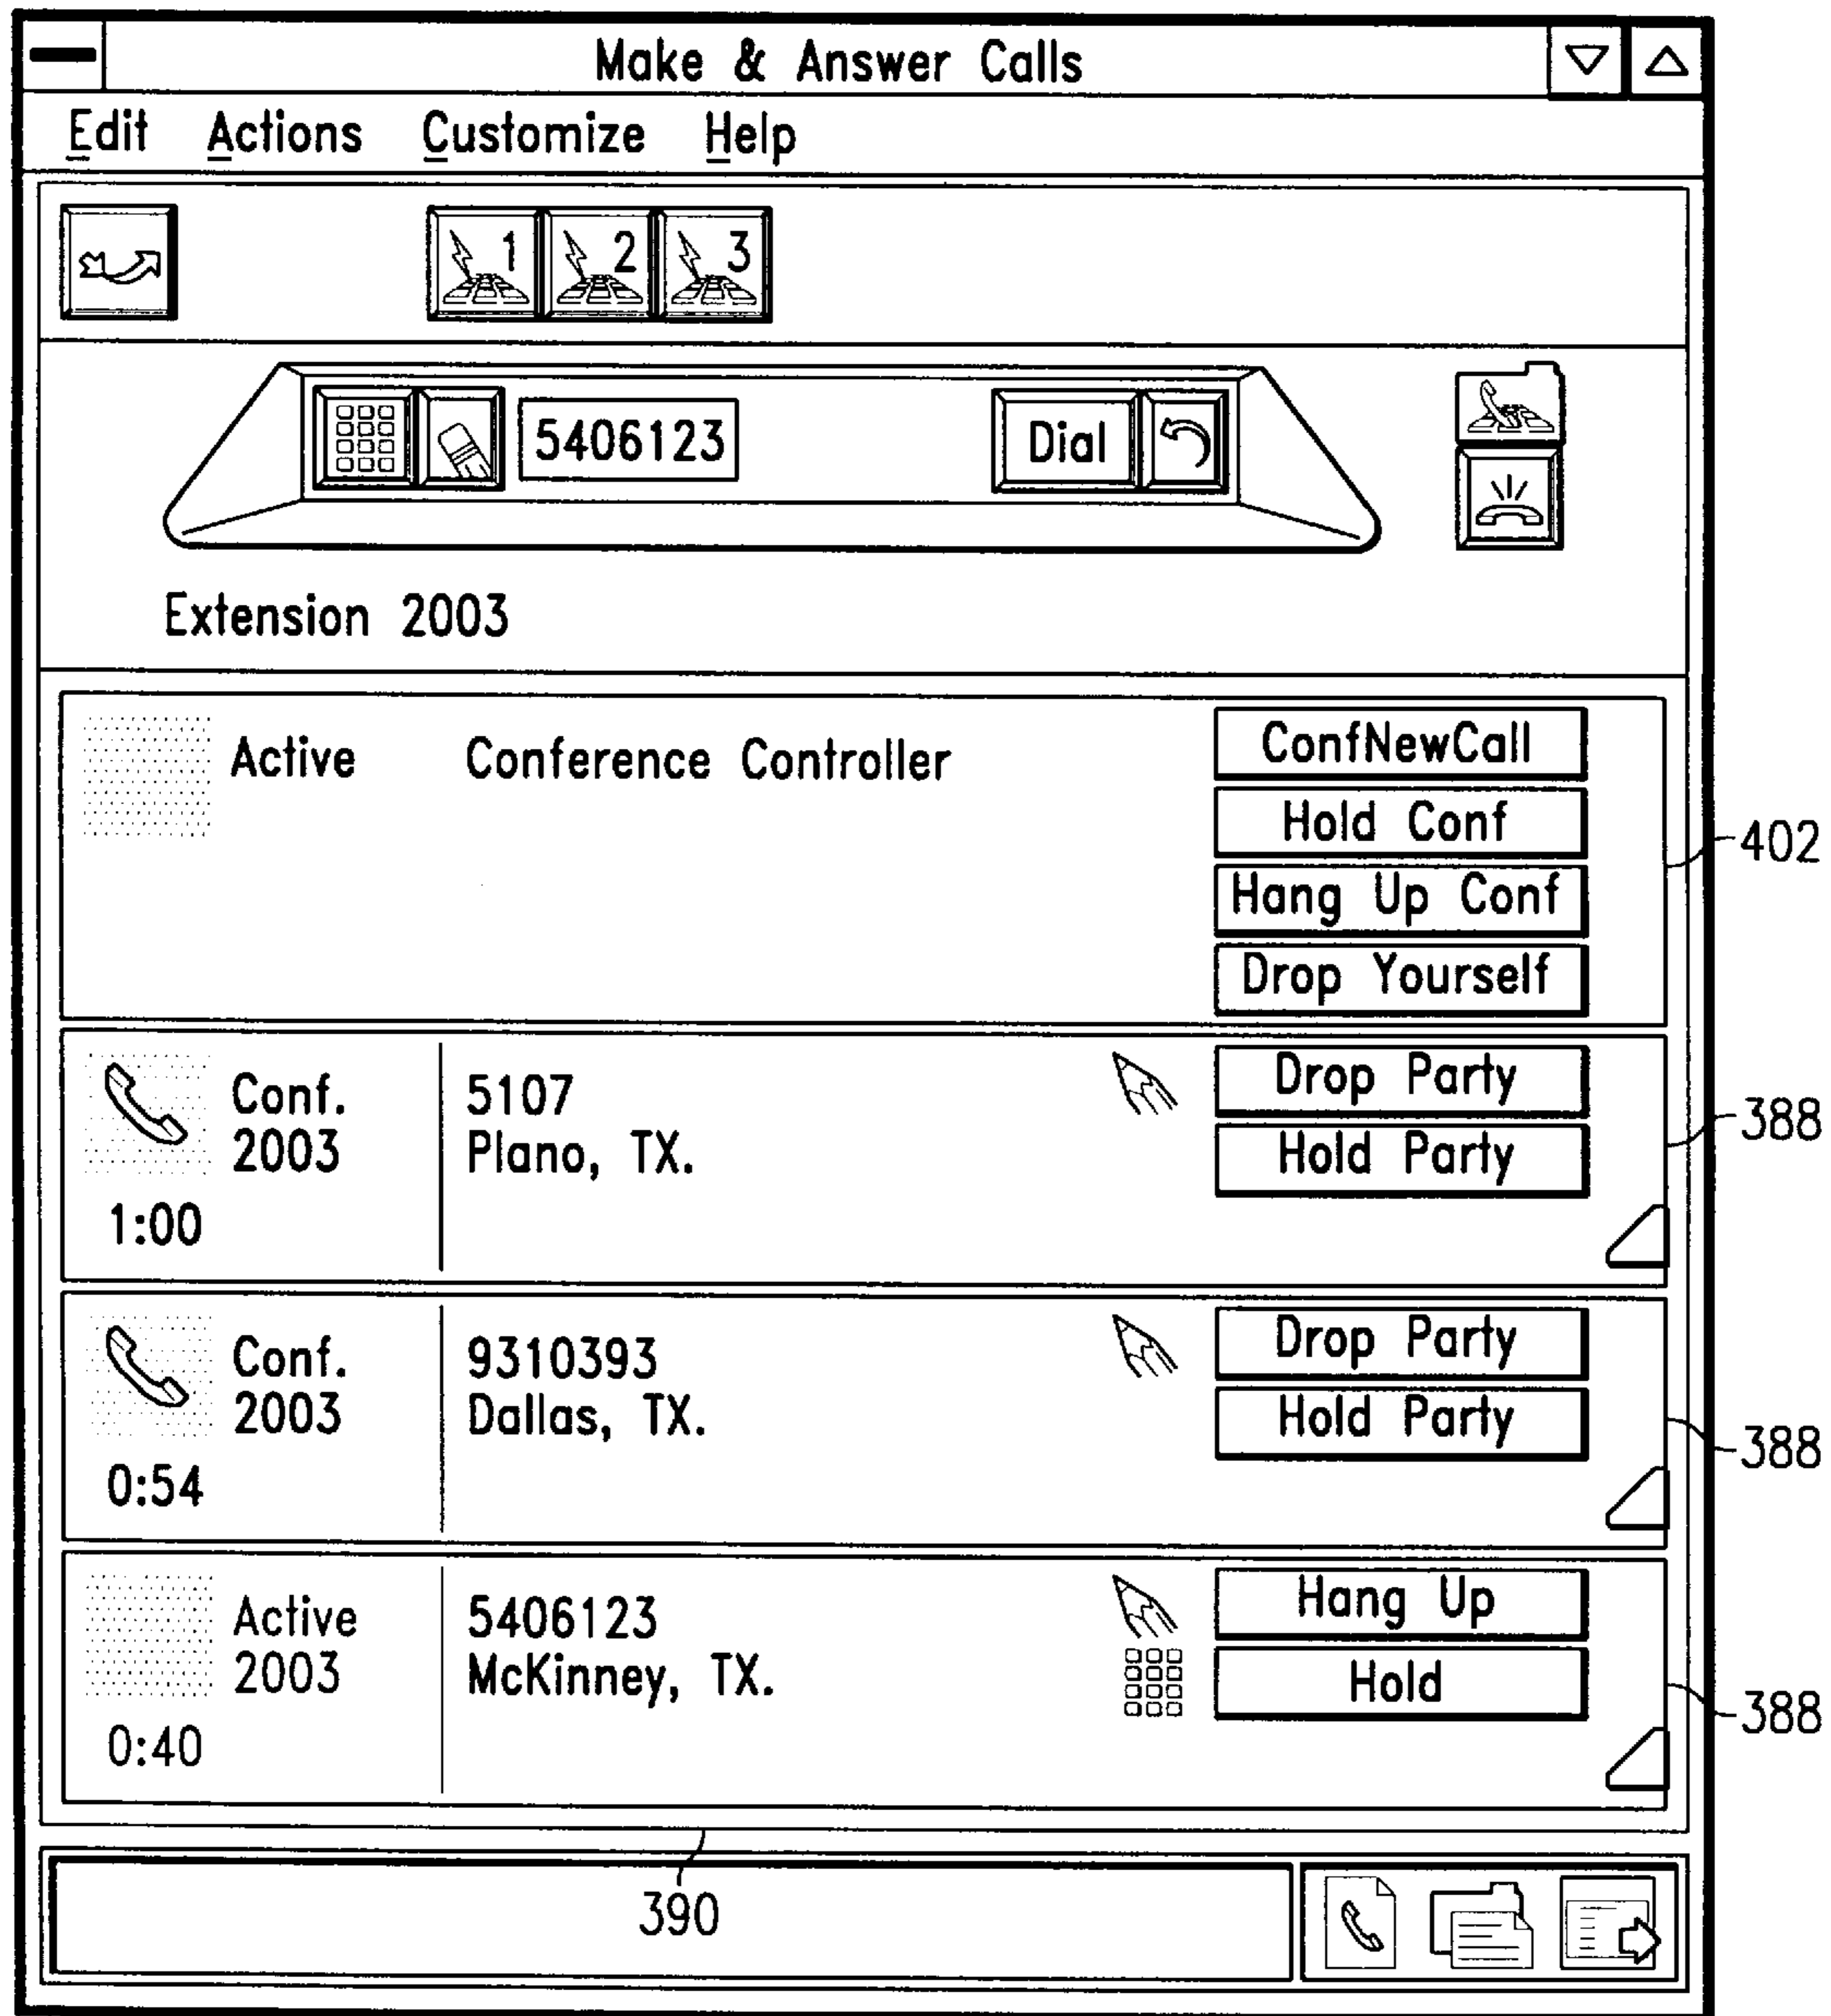 Make & Answer Calls
Edit Actions Customize Help
1 2 3
5406123 Dial
Extension 2003
Active Conference Controller
ConfNewCall
Hold Conf
402
Hang Up Conf
Drop Yourself
Conf.
2003
1:00
5107
Plano, TX.
Drop Party
Hold Party
388
Conf.
2003
0:54
9310393
Dallas, TX.
Drop Party
Hold Party
388
Active
2003
0:40
5406123
McKinney, TX.
Hang Up
Hold
388
390